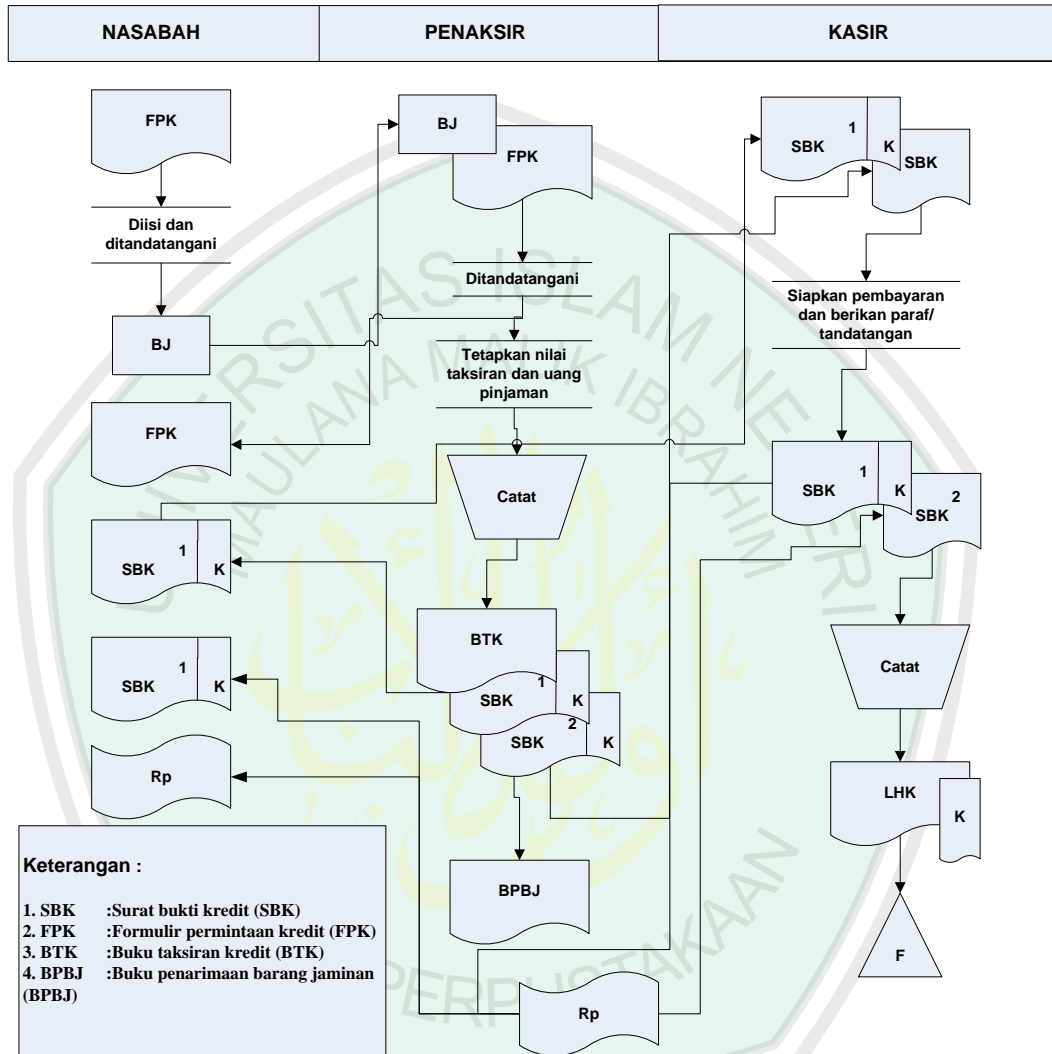 NASABAH
PENAKSIR
KASIR
FPK
Diisi dan
ditandatangani
BJ
FPK
SBK
1
K
SBK
1
K
Rp
BJ
FPK
Ditandatangani
Tetapkan nilai
taksiran dan uang
pinjaman
Catat
BTK
SBK
1
K
SBK
2
K
BPBJ
Rp
SBK
1
K
SBK
Siapkan pembayaran
dan berikan paraf/
tandatangan
SBK
1
K
SBK
2
Catat
LHK
K
F
Keterangan :
1. SBK :Surat bukti kredit (SBK)
2. FPK :Formulir permintaan kredit (FPK)
3. BTK :Buku taksiran kredit (BTK)
4. BPBJ :Buku penarimaan barang jaminan
(BPBJ)
UNIVERSITAS ISLAM NEGERI
MAULANA MALIK IBRAHIM
PERPUSTAKAAN